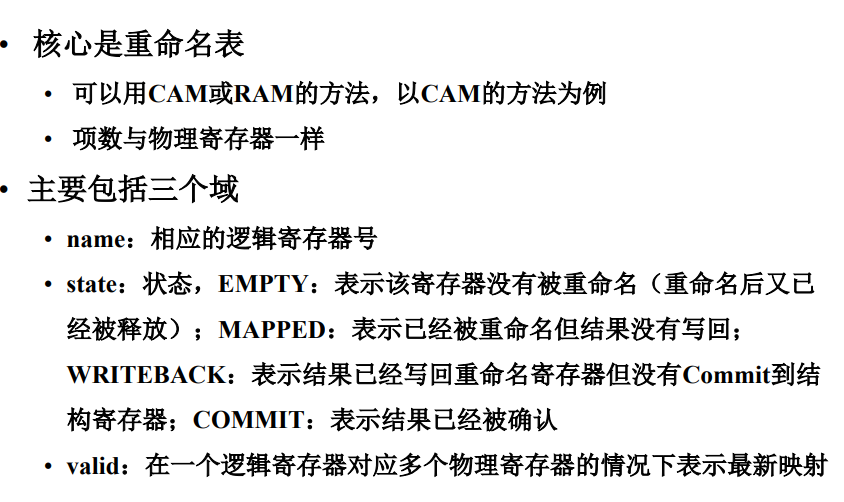 • 核心是重命名表
• 可以用CAM或RAM的方法，以CAM的方法为例
• 项数与物理寄存器一样
• 主要包括三个域
• name：相应的逻辑寄存器号
• state：状态，EMPTY：表示该寄存器没有被重命名（重命名后又已
经被释放）；MAPPED：表示已经被重命名但结果没有写回；
WRITEBACK：表示结果已经写回重命名寄存器但没有Commit到结
构寄存器；COMMIT：表示结果已经被确认
• valid：在一个逻辑寄存器对应多个物理寄存器的情况下表示最新映射